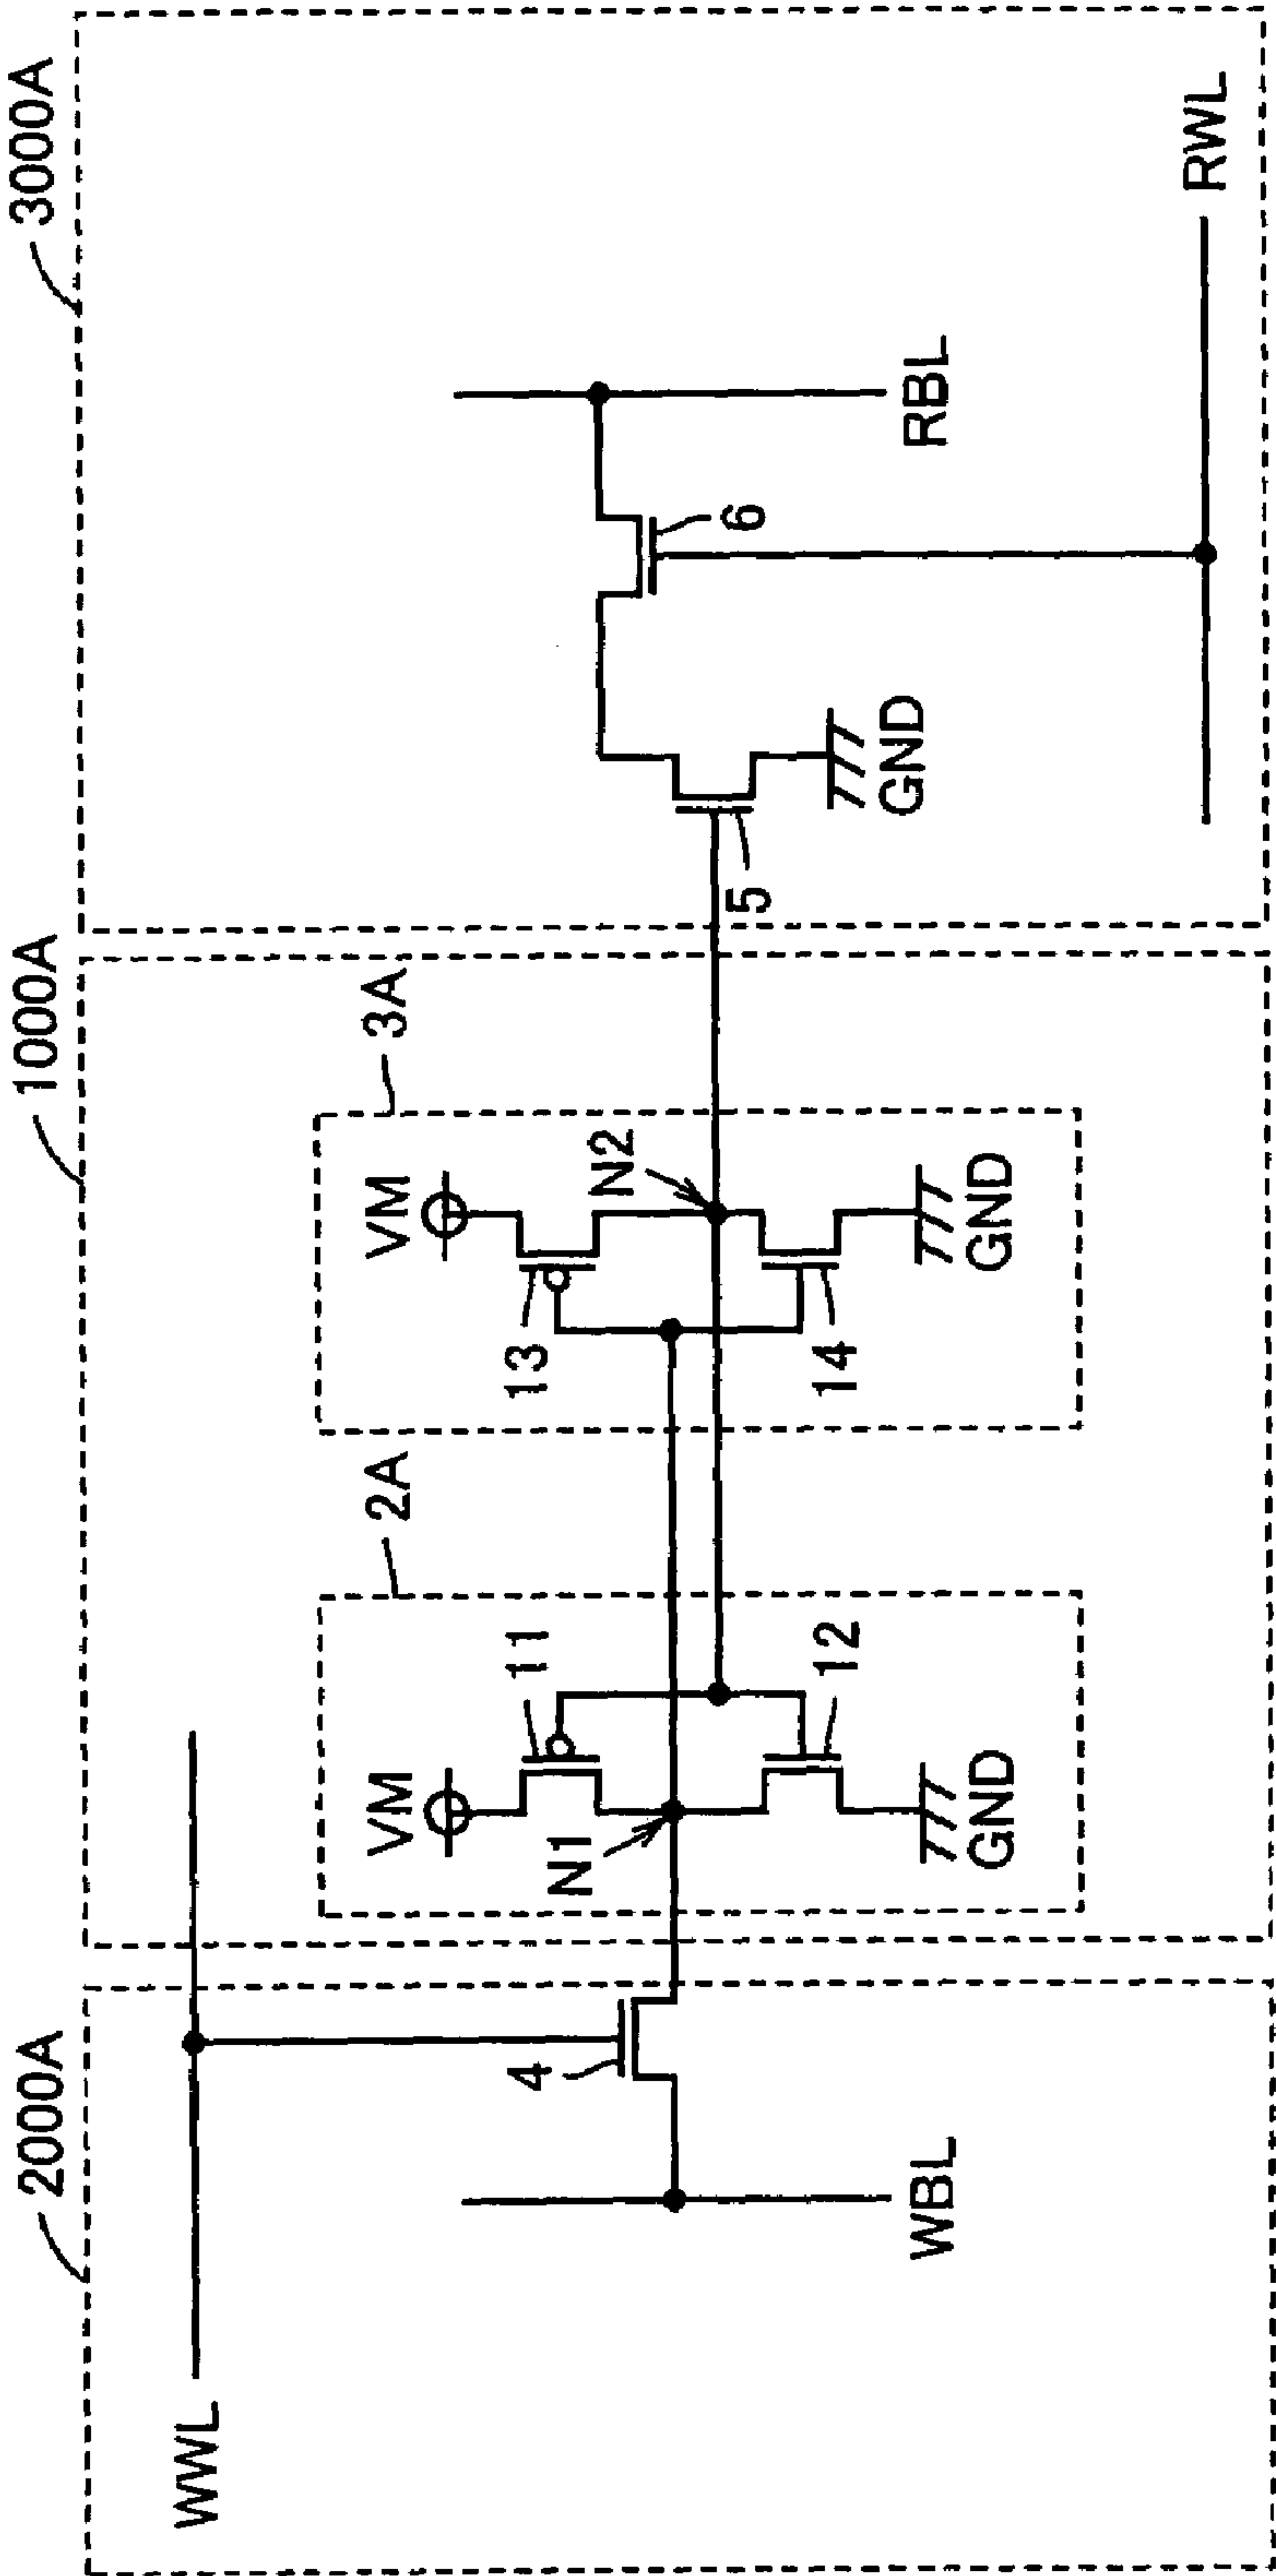 2000A
1000A
3000A
WWL
2A
3A
VM
VM
11
13
N1
N2
4
6
5
12
14
WBL
GND
GND
GND
RBL
RWL